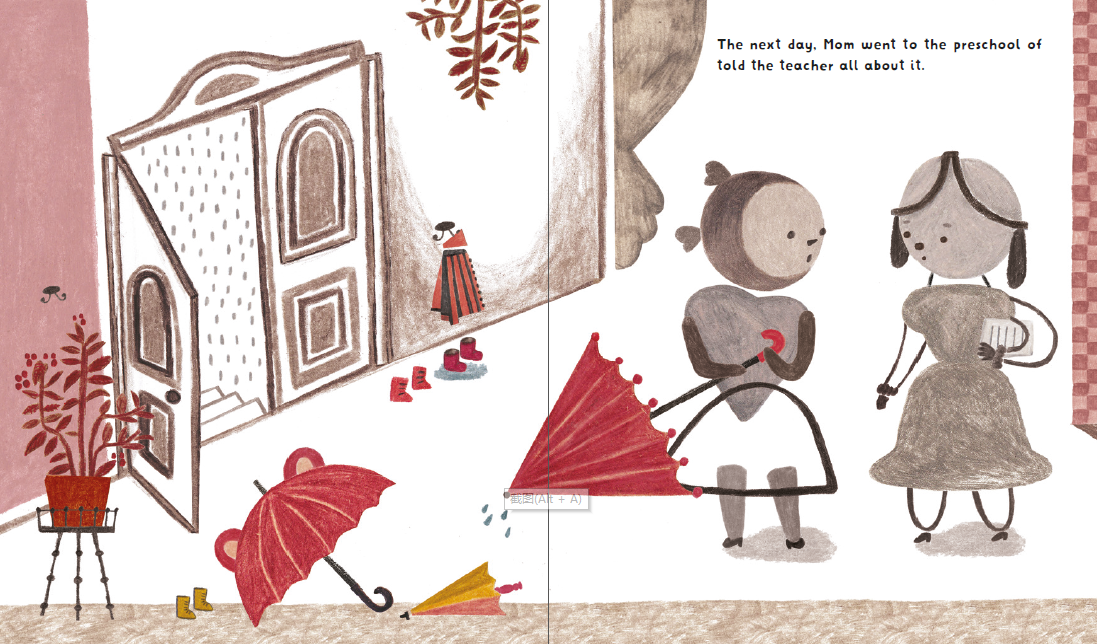 The next day, Mom went to the preschool of
told the teacher all about it.
截图(Alt + A)